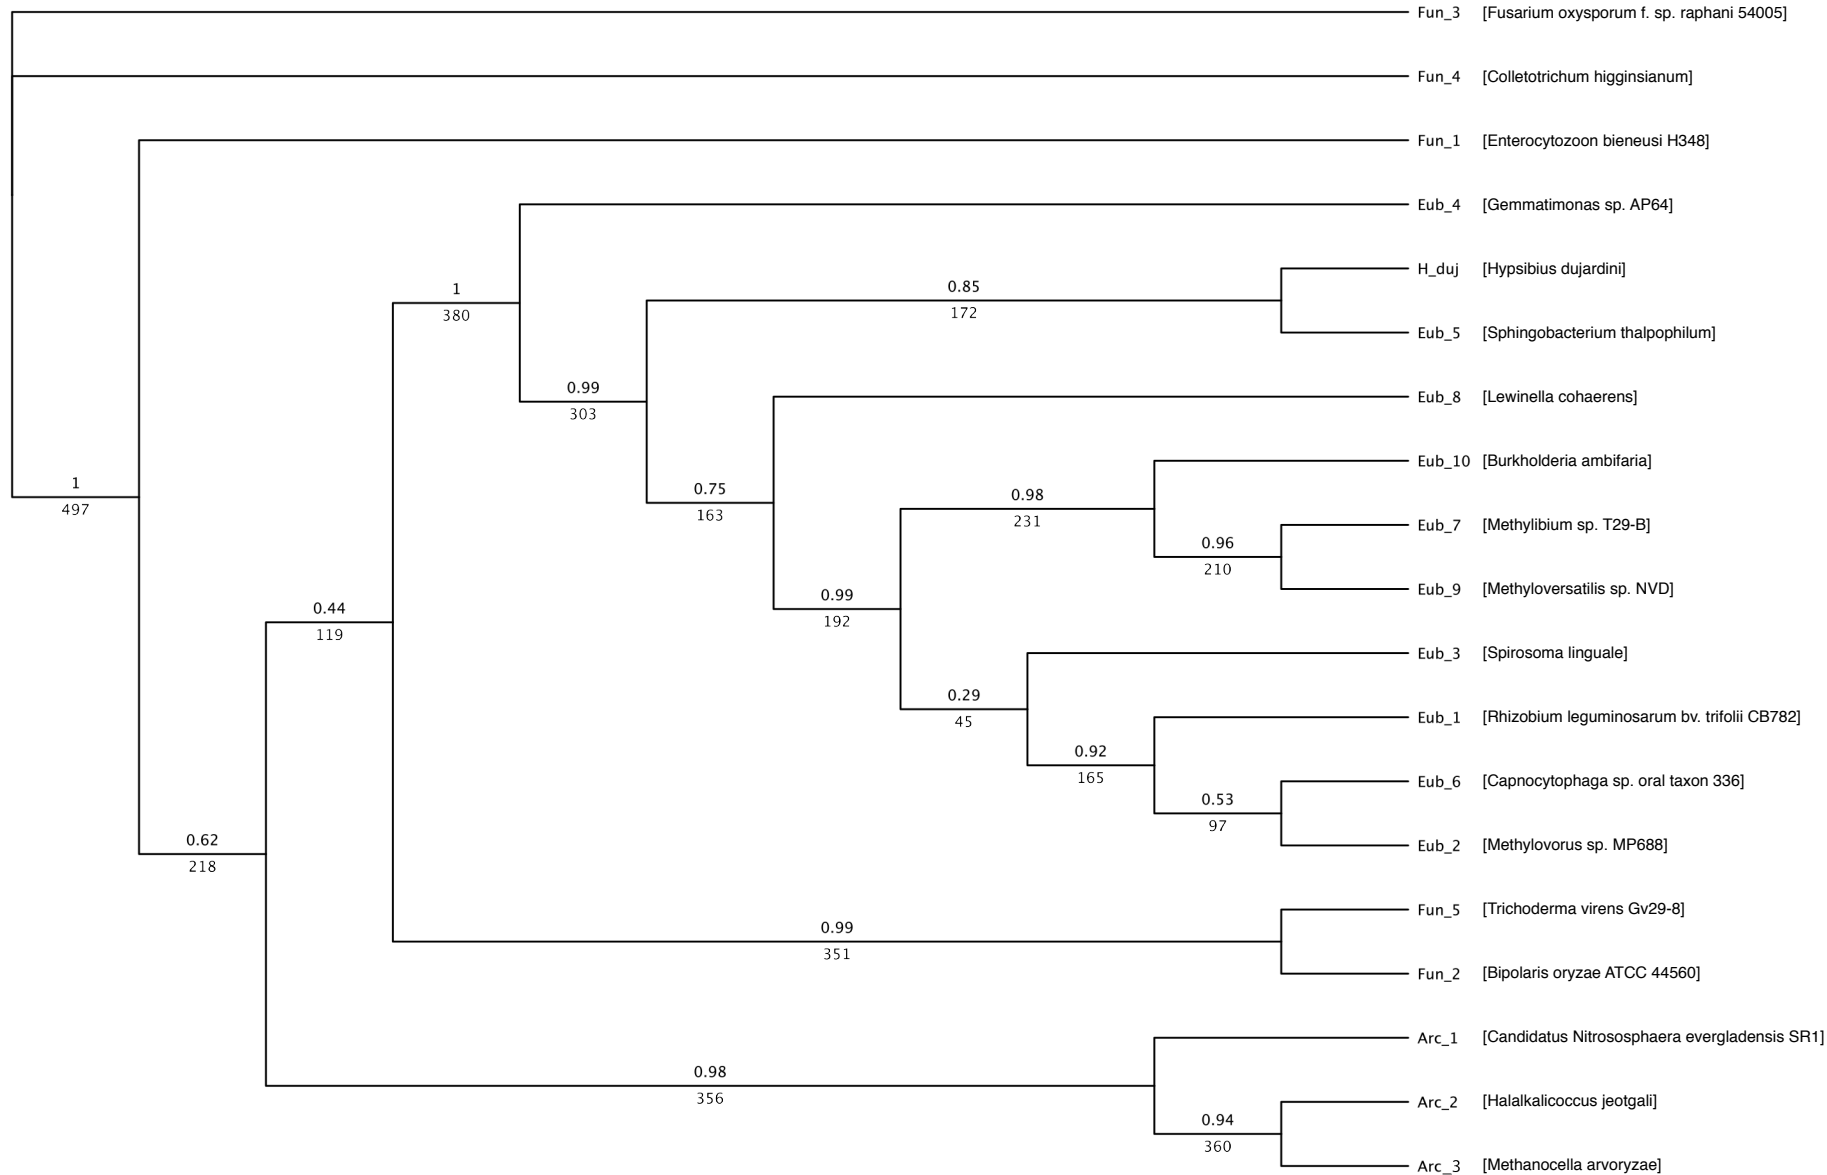 Fun_3 [Fusarium oxysporum f. sp. raphani 54005]
Fun_4 [Colletotrichum higginsianum]
Fun_1 [Enterocytozoon bieneusi H348]
Eub_4 [Gemmatimonas sp. AP64]
H_duj [Hypsibius dujardini]
0.85
1
172
380
Eub_5 [Sphingobacterium thalpophilum]
0.99
Eub_8 [Lewinella cohaerens]
303
Eub_10 [Burkholderia ambifaria]
1
0.75
0.98
497
163
231
Eub_7 [Methylibium sp. T29-B]
0.96
210
Eub_9 [Methyloversatilis sp. NVD]
0.99
0.44
192
119
Eub_3 [Spirosoma linguale]
0.29
45
Eub_1 [Rhizobium leguminosarum bv. trifolii CB782]
0.92
165
Eub_6 [Capnocytophaga sp. oral taxon 336]
0.53
97
0.62
Eub_2 [Methylovorus sp. MP688]
218
Fun_5 [Trichoderma virens Gv29-8]
0.99
351
Fun_2 [Bipolaris oryzae ATCC 44560]
Arc_1 [Candidatus Nitrososphaera evergladensis SR1]
0.98
356
Arc_2 [Halalkalicoccus jeotgali]
0.94
360
Arc_3 [Methanocella arvoryzae]